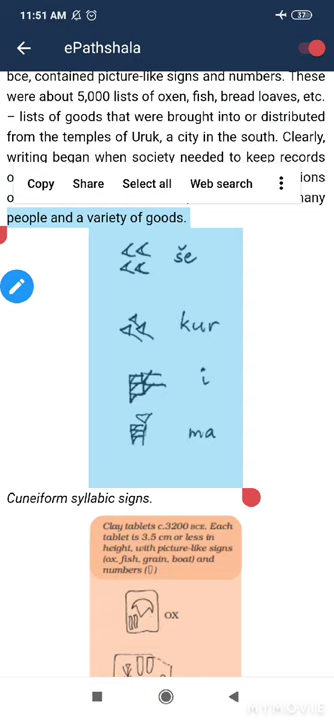 11:51 AM
37
ePathshala
bce, contained picture-like signs and numbers. These
were about 5,000 lists of oxen, fish, bread loaves, etc.
– lists of goods that were brought into or distributed
from the temples of Uruk, a city in the south. Clearly,
writing began when society needed to keep records
Copy Share Select all Web search
people and a variety of goods.
še
kur
i
ma
Cuneiform syllabic signs.
Clay tablets c.3200 BCE. Each
tablet is 3.5 cm or less in
height, with picture-like signs
(ox, fish, grain, boat) and
numbers
OX
MYMOVIE